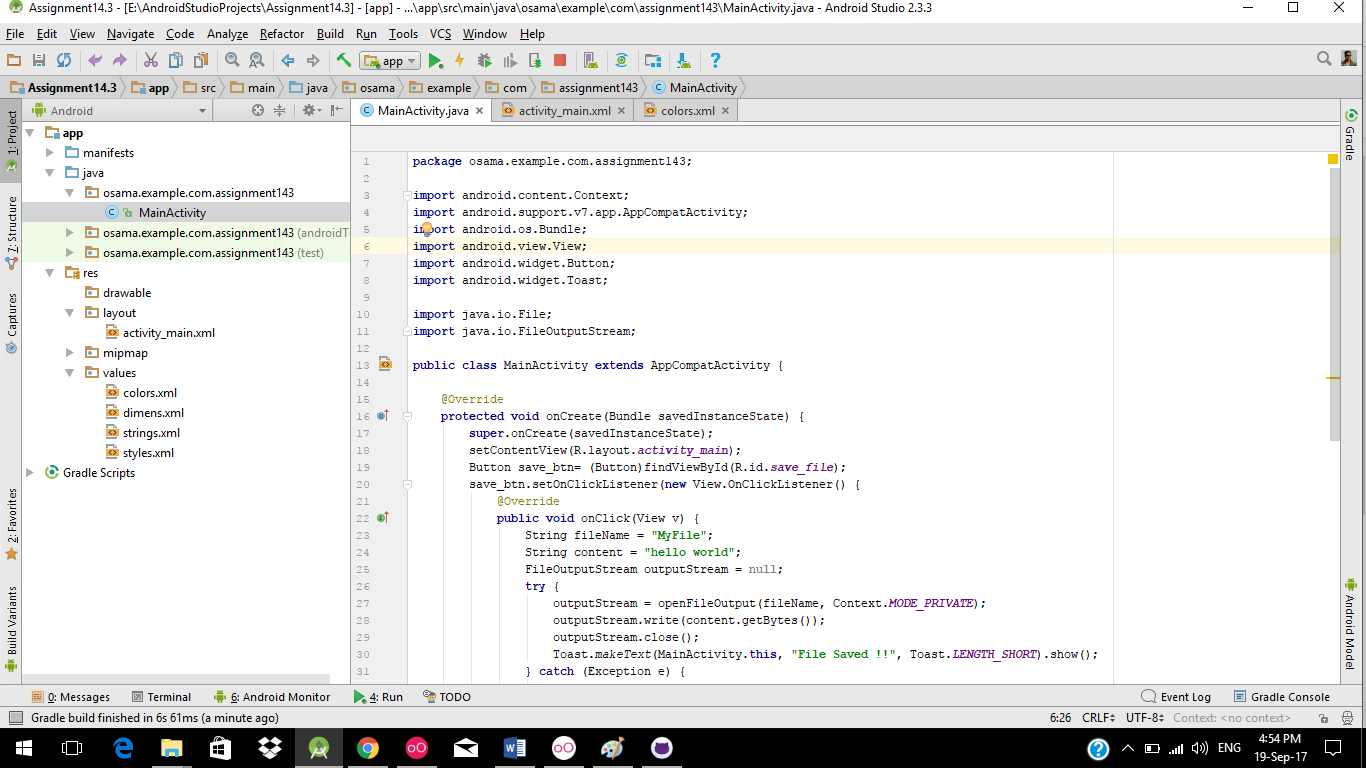 Assignment14.3 - [E:\AndroidStudioProjects\Assignment14.3] - [app] - ...\app\src\main\java\osama\example\com\assignment143\MainActivity.java - Android Studio 2.3.3
File Edit View Navigate Code Analyze Refactor Build Run Tools VCS Window Help
app
Assignment14.3 app src main java osama example com assignment143 MainActivity
Android
MainActivity.java activity_main.xml colors.xml
1: Project
7: Structure
Captures
2: Favorites
Build Variants
app
manifests
java
osama.example.com.assignment143
MainActivity
osama.example.com.assignment143 (androidT
osama.example.com.assignment143 (test)
res
drawable
layout
activity_main.xml
mipmap
values
colors.xml
dimens.xml
strings.xml
styles.xml
Gradle Scripts
1 package osama.example.com.assignment143;
2
3 import android.content.Context;
4 import android.support.v7.app.AppCompatActivity;
5 import android.os.Bundle;
6 import android.view.View;
7 import android.widget.Button;
8 import android.widget.Toast;
9
10 import java.io.File;
11 import java.io.FileOutputStream;
12
13 public class MainActivity extends AppCompatActivity {
14
15 @Override
16 protected void onCreate(Bundle savedInstanceState) {
17 super.onCreate(savedInstanceState);
18 setContentView(R.layout.activity_main);
19 Button save_btn= (Button)findViewById(R.id.save_file);
20 save_btn.setOnClickListener(new View.OnClickListener() {
21 @Override
22 public void onClick(View v) {
23 String fileName = "MyFile";
24 String content = "hello world";
25 FileOutputStream outputStream = null;
26 try {
27 outputStream = openFileOutput(fileName, Context.MODE_PRIVATE);
28 outputStream.write(content.getBytes());
29 outputStream.close();
30 Toast.makeText(MainActivity.this, "File Saved !!", Toast.LENGTH_SHORT).show();
31 } catch (Exception e) {
Gradle
Android Model
0: Messages Terminal 6: Android Monitor 4: Run TODO Event Log Gradle Console
Gradle build finished in 6s 61ms (a minute ago) 6:26 CRLF UTF-8 Context: <no context>
ENG 4:54 PM
19-Sep-17